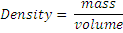 Density = mass / volume